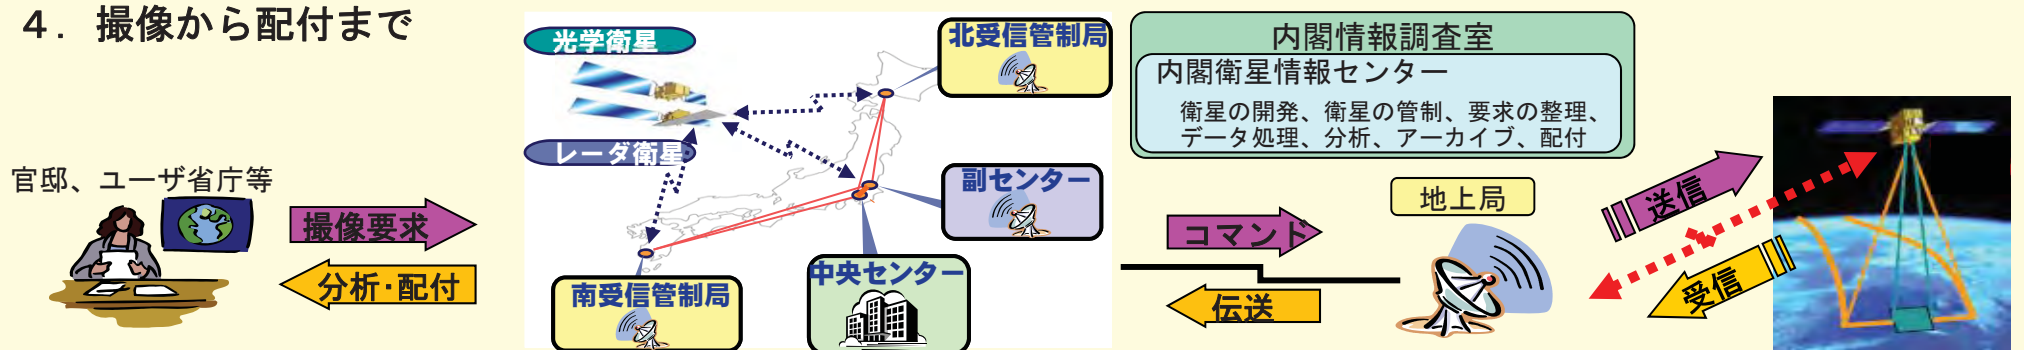 ４．撮像から配付まで
官邸、ユーザ省庁等
撮像要求
分析・配付
光学衛星
レーダ衛星
北受信管制局
副センター
南受信管制局
中央センター
内閣情報調査室
内閣衛星情報センター
衛星の開発、衛星の管制、要求の整理、
データ処理、分析、アーカイブ、配付
コマンド
伝送
地上局
送信
受信